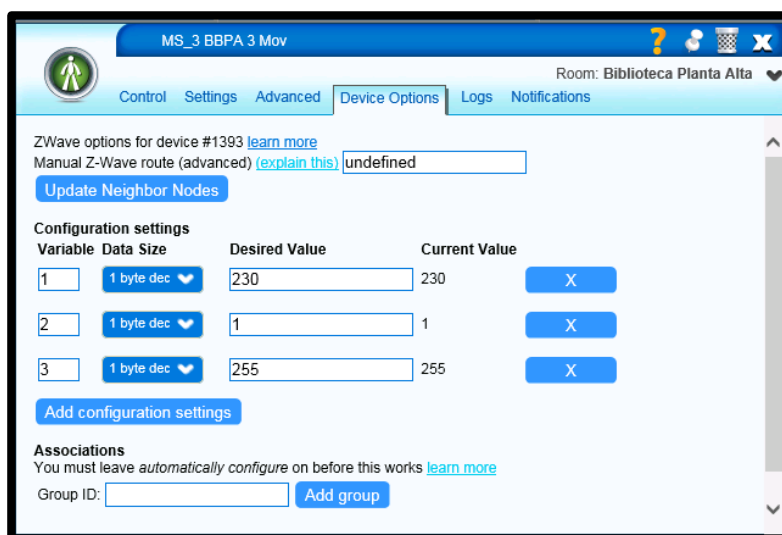 MS_3 BBPA 3 Mov
Room: Biblioteca Planta Alta
Control Settings Advanced Device Options Logs Notifications
ZWave options for device #1393 learn more
Manual Z-Wave route (advanced) (explain this) undefined
Update Neighbor Nodes
Configuration settings
Variable Data Size Desired Value Current Value
1 1 byte dec 230 230 X
2 1 byte dec 1 1 X
3 1 byte dec 255 255 X
Add configuration settings
Associations
You must leave automatically configure on before this works learn more
Group ID: Add group